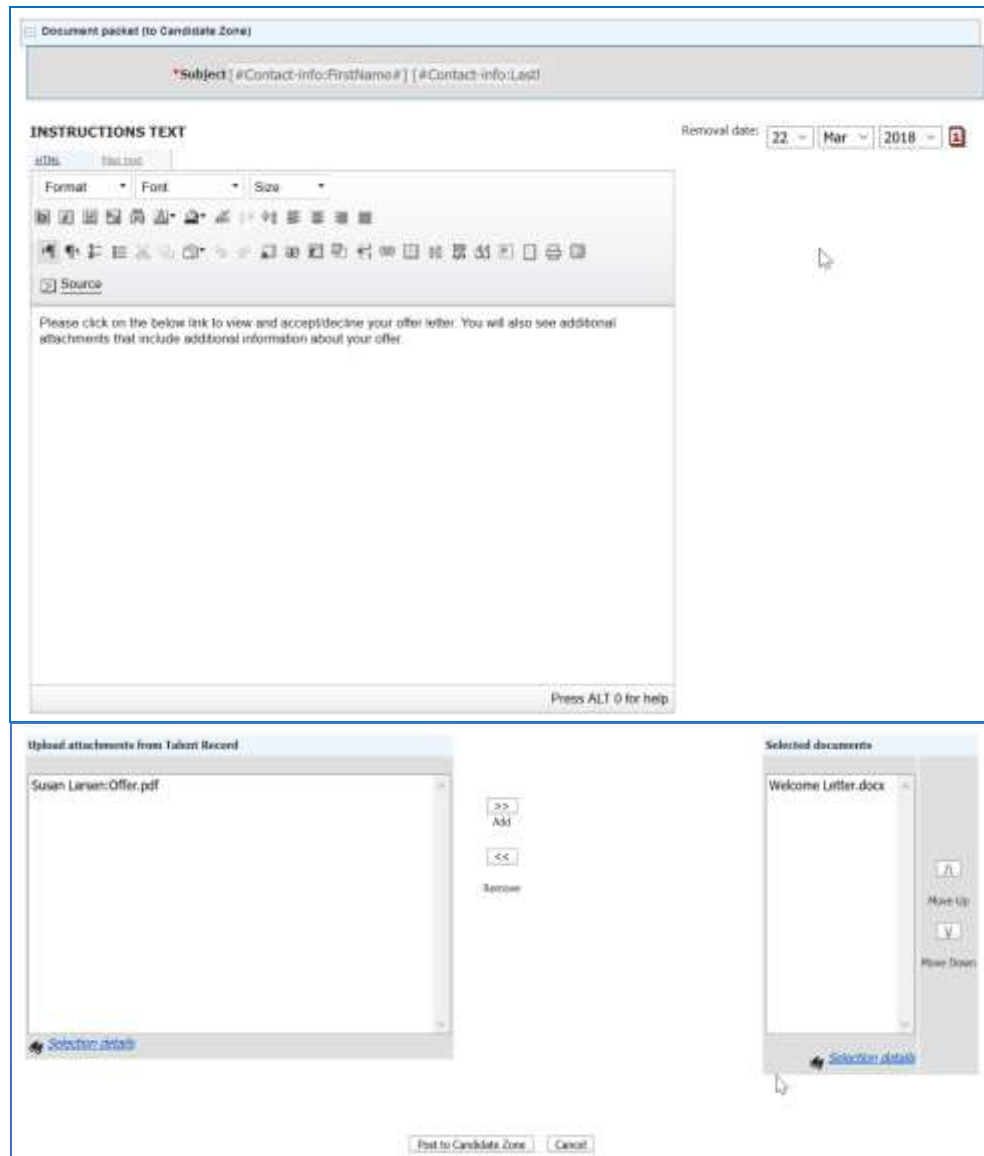 Document packet (to Candidate Zone)
*Subject [#Contact-Info:FirstName#] [#Contact-Info:Last
INSTRUCTIONS TEXT
Removal date: 22 Mar 2018 1
HTML Plain text
Format Font Size
Source
Please click on the below link to view and accept/decline your offer letter. You will also see additional
attachments that include additional information about your offer.
Press ALT 0 for help
Upload attachments from Talent Record
Selected documents
Susan Larsen:Offer.pdf
Welcome Letter.docx
>>
Add
<<
Remove
/\
Move Up
V
Move Down
Selection details
Selection details
Post to Candidate Zone Cancel